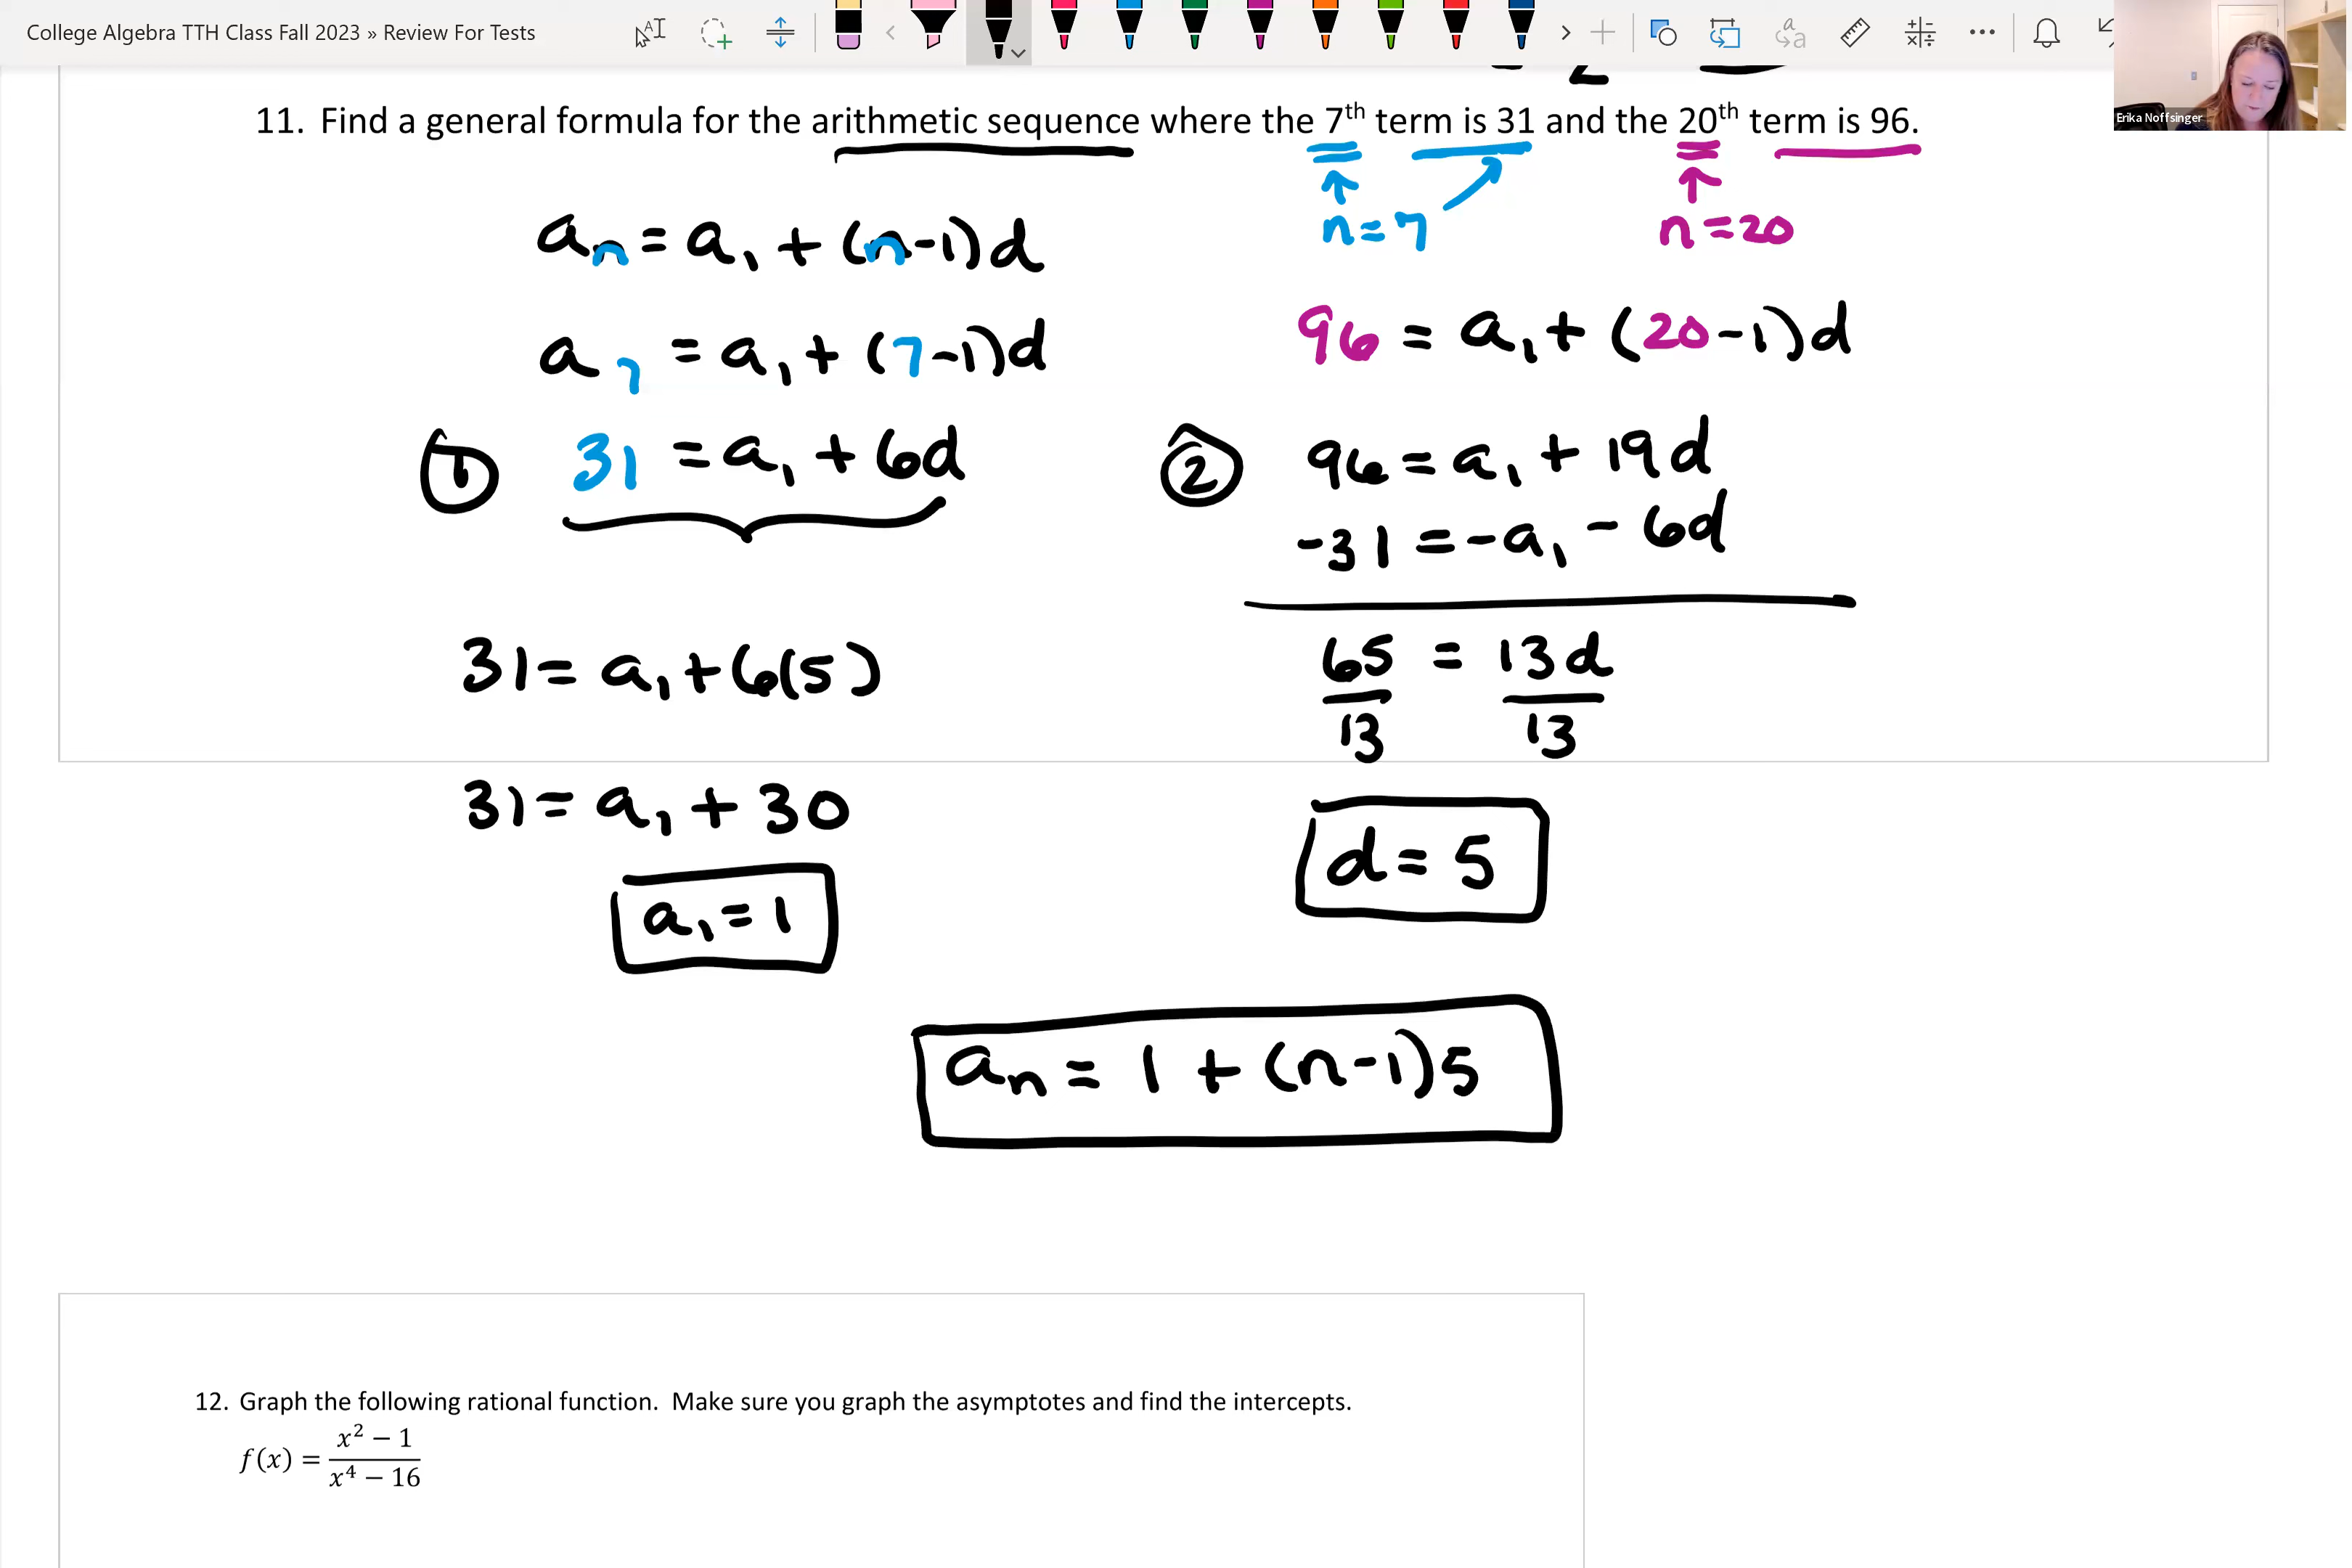 College Algebra TTH Class Fall 2023 » Review For Tests
Erika Noffsinger
11. Find a general formula for the arithmetic sequence where the 7th term is 31 and the 20th term is 96.
n=7
n=20
an = a1 + (n-1)d
a7 = a1 + (7-1)d
① 31 = a1 + 6d
96 = a1 + (20-1)d
② 96 = a1 + 19d
-31 = -a1 - 6d
65/13 = 13d/13
d = 5
31 = a1 + 6(5)
31 = a1 + 30
a1 = 1
an = 1 + (n-1)5
12. Graph the following rational function. Make sure you graph the asymptotes and find the intercepts.
f(x) = x² − 1 / x⁴ − 16